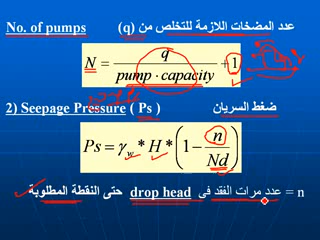 No. of pumps (q) عدد المضخات اللازمة للتخلص من
N = q / pump · capacity + 1
2) Seepage Pressure ( Ps ) ضغط السريان
Ps = γw * H * (1 − n / Nd)
n = عدد مرات الفقد فى drop head حتى النقطة المطلوبة